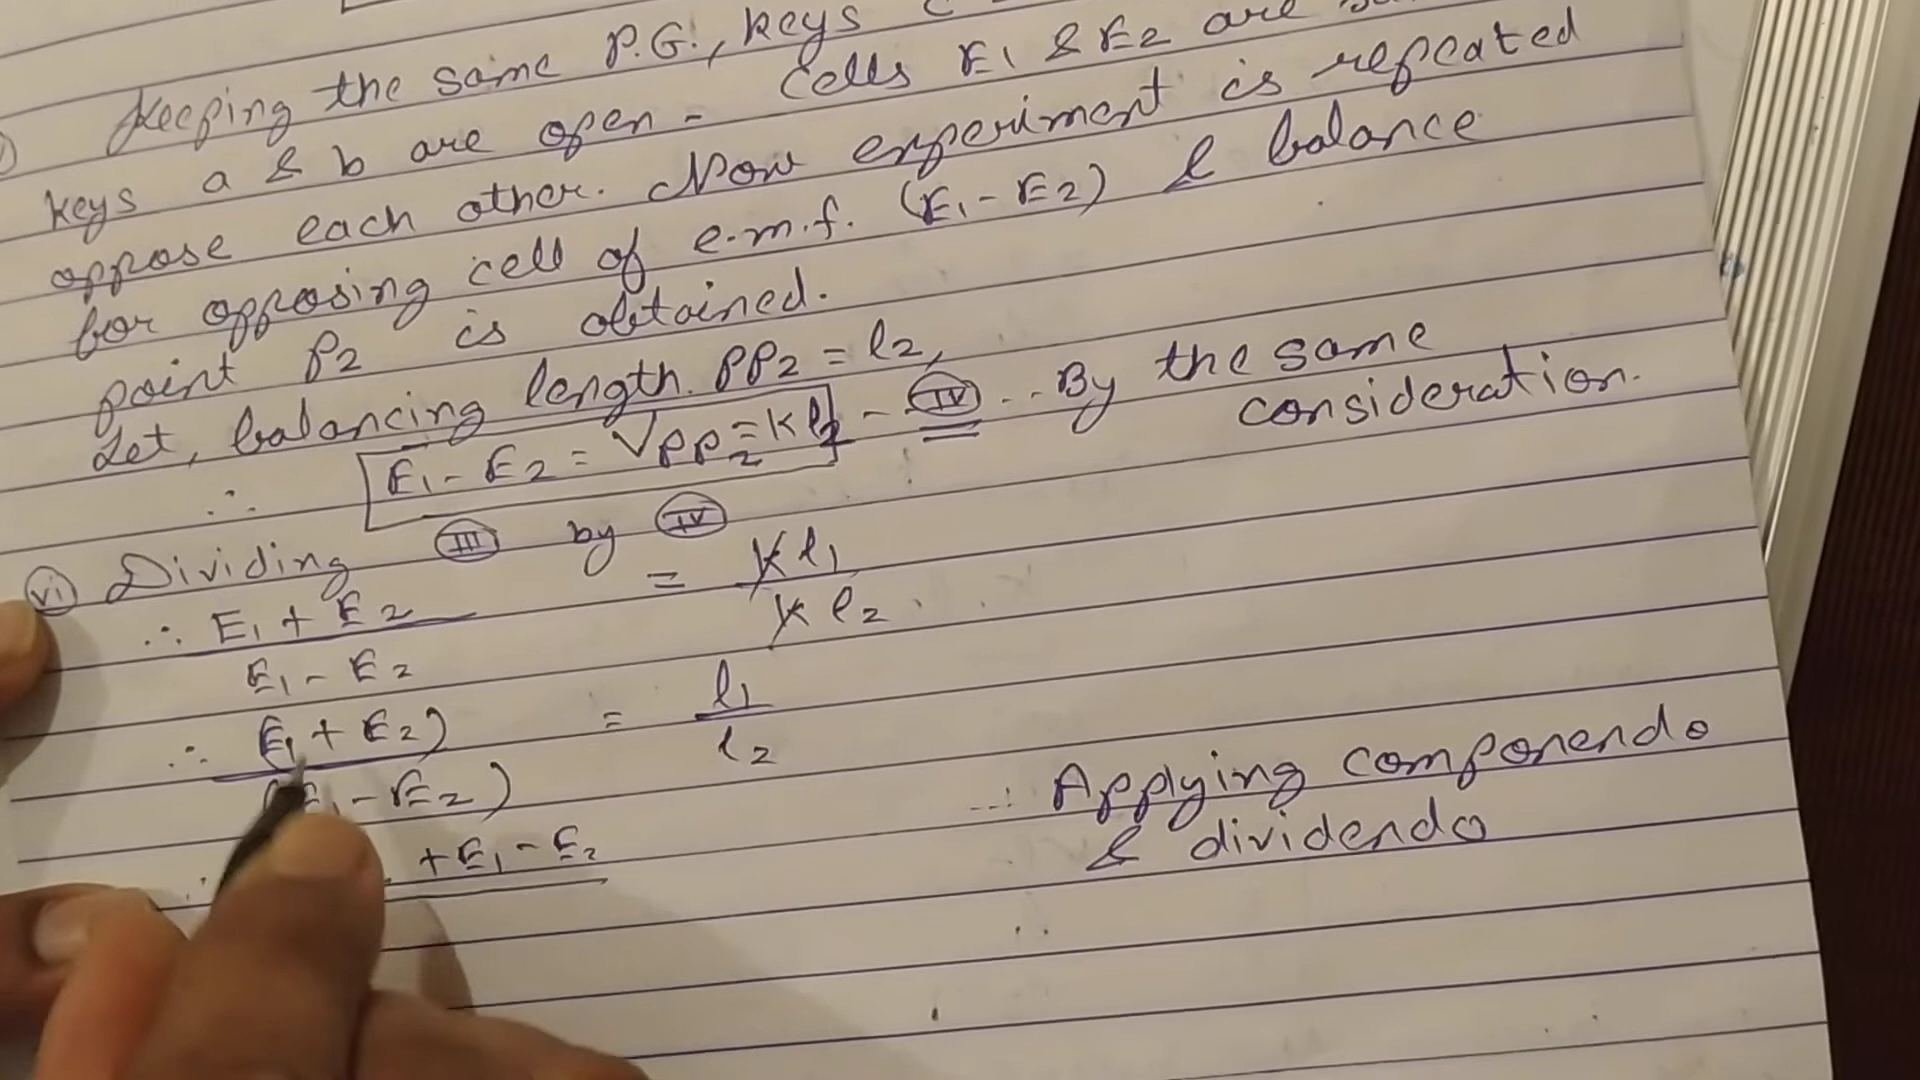 Keeping the same P.G., keys c
keys a & b are open - cells E1 & E2 are
oppose each other. Now experiment is repeated
for opposing cell of e.m.f. (E1 - E2) & balance
point P2 is obtained.
Let, balancing length PP2 = l2,
∴ E1 - E2 = VPP2 = Kl2 - (IV) ... By the same
consideration.
(vi) Dividing (III) by (IV)
∴ E1 + E2 = Kl1
E1 - E2 Kl2
∴ (E1 + E2) = l1
(E1 - E2) l2
... Applying componendo
& dividendo
+ E1 - E2